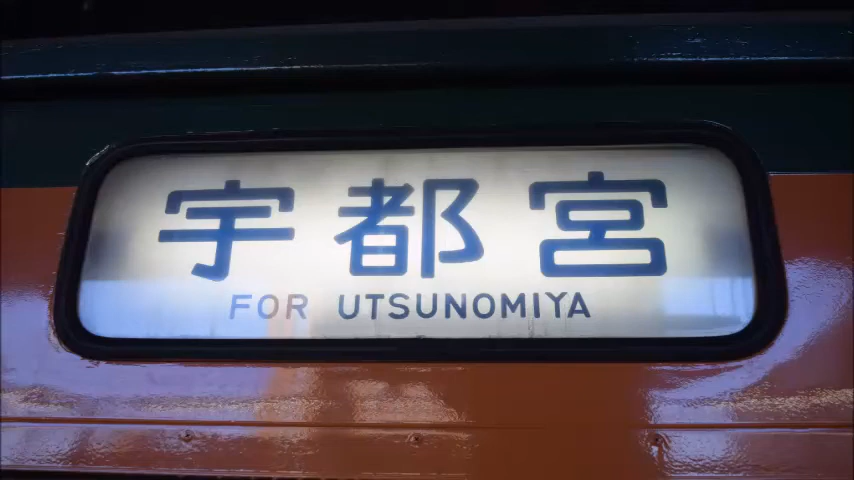 宇都宮
FOR UTSUNOMIYA